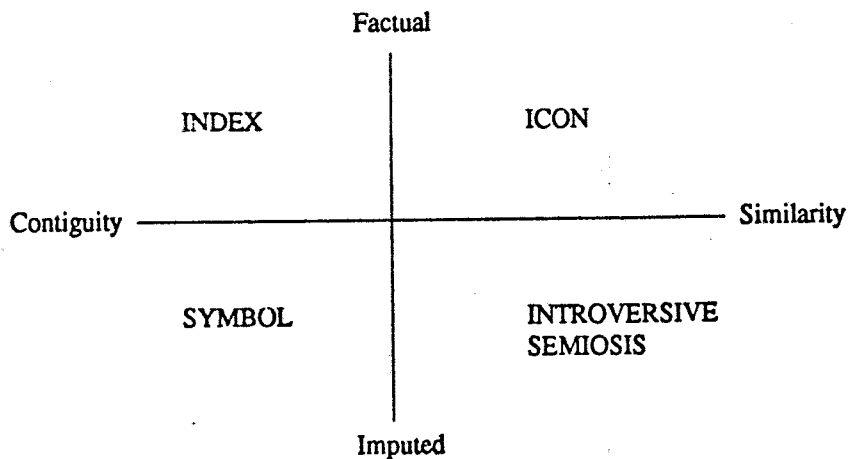 Factual
INDEX
ICON
Contiguity
Similarity
SYMBOL
INTROVERSIVE
SEMIOSIS
Imputed